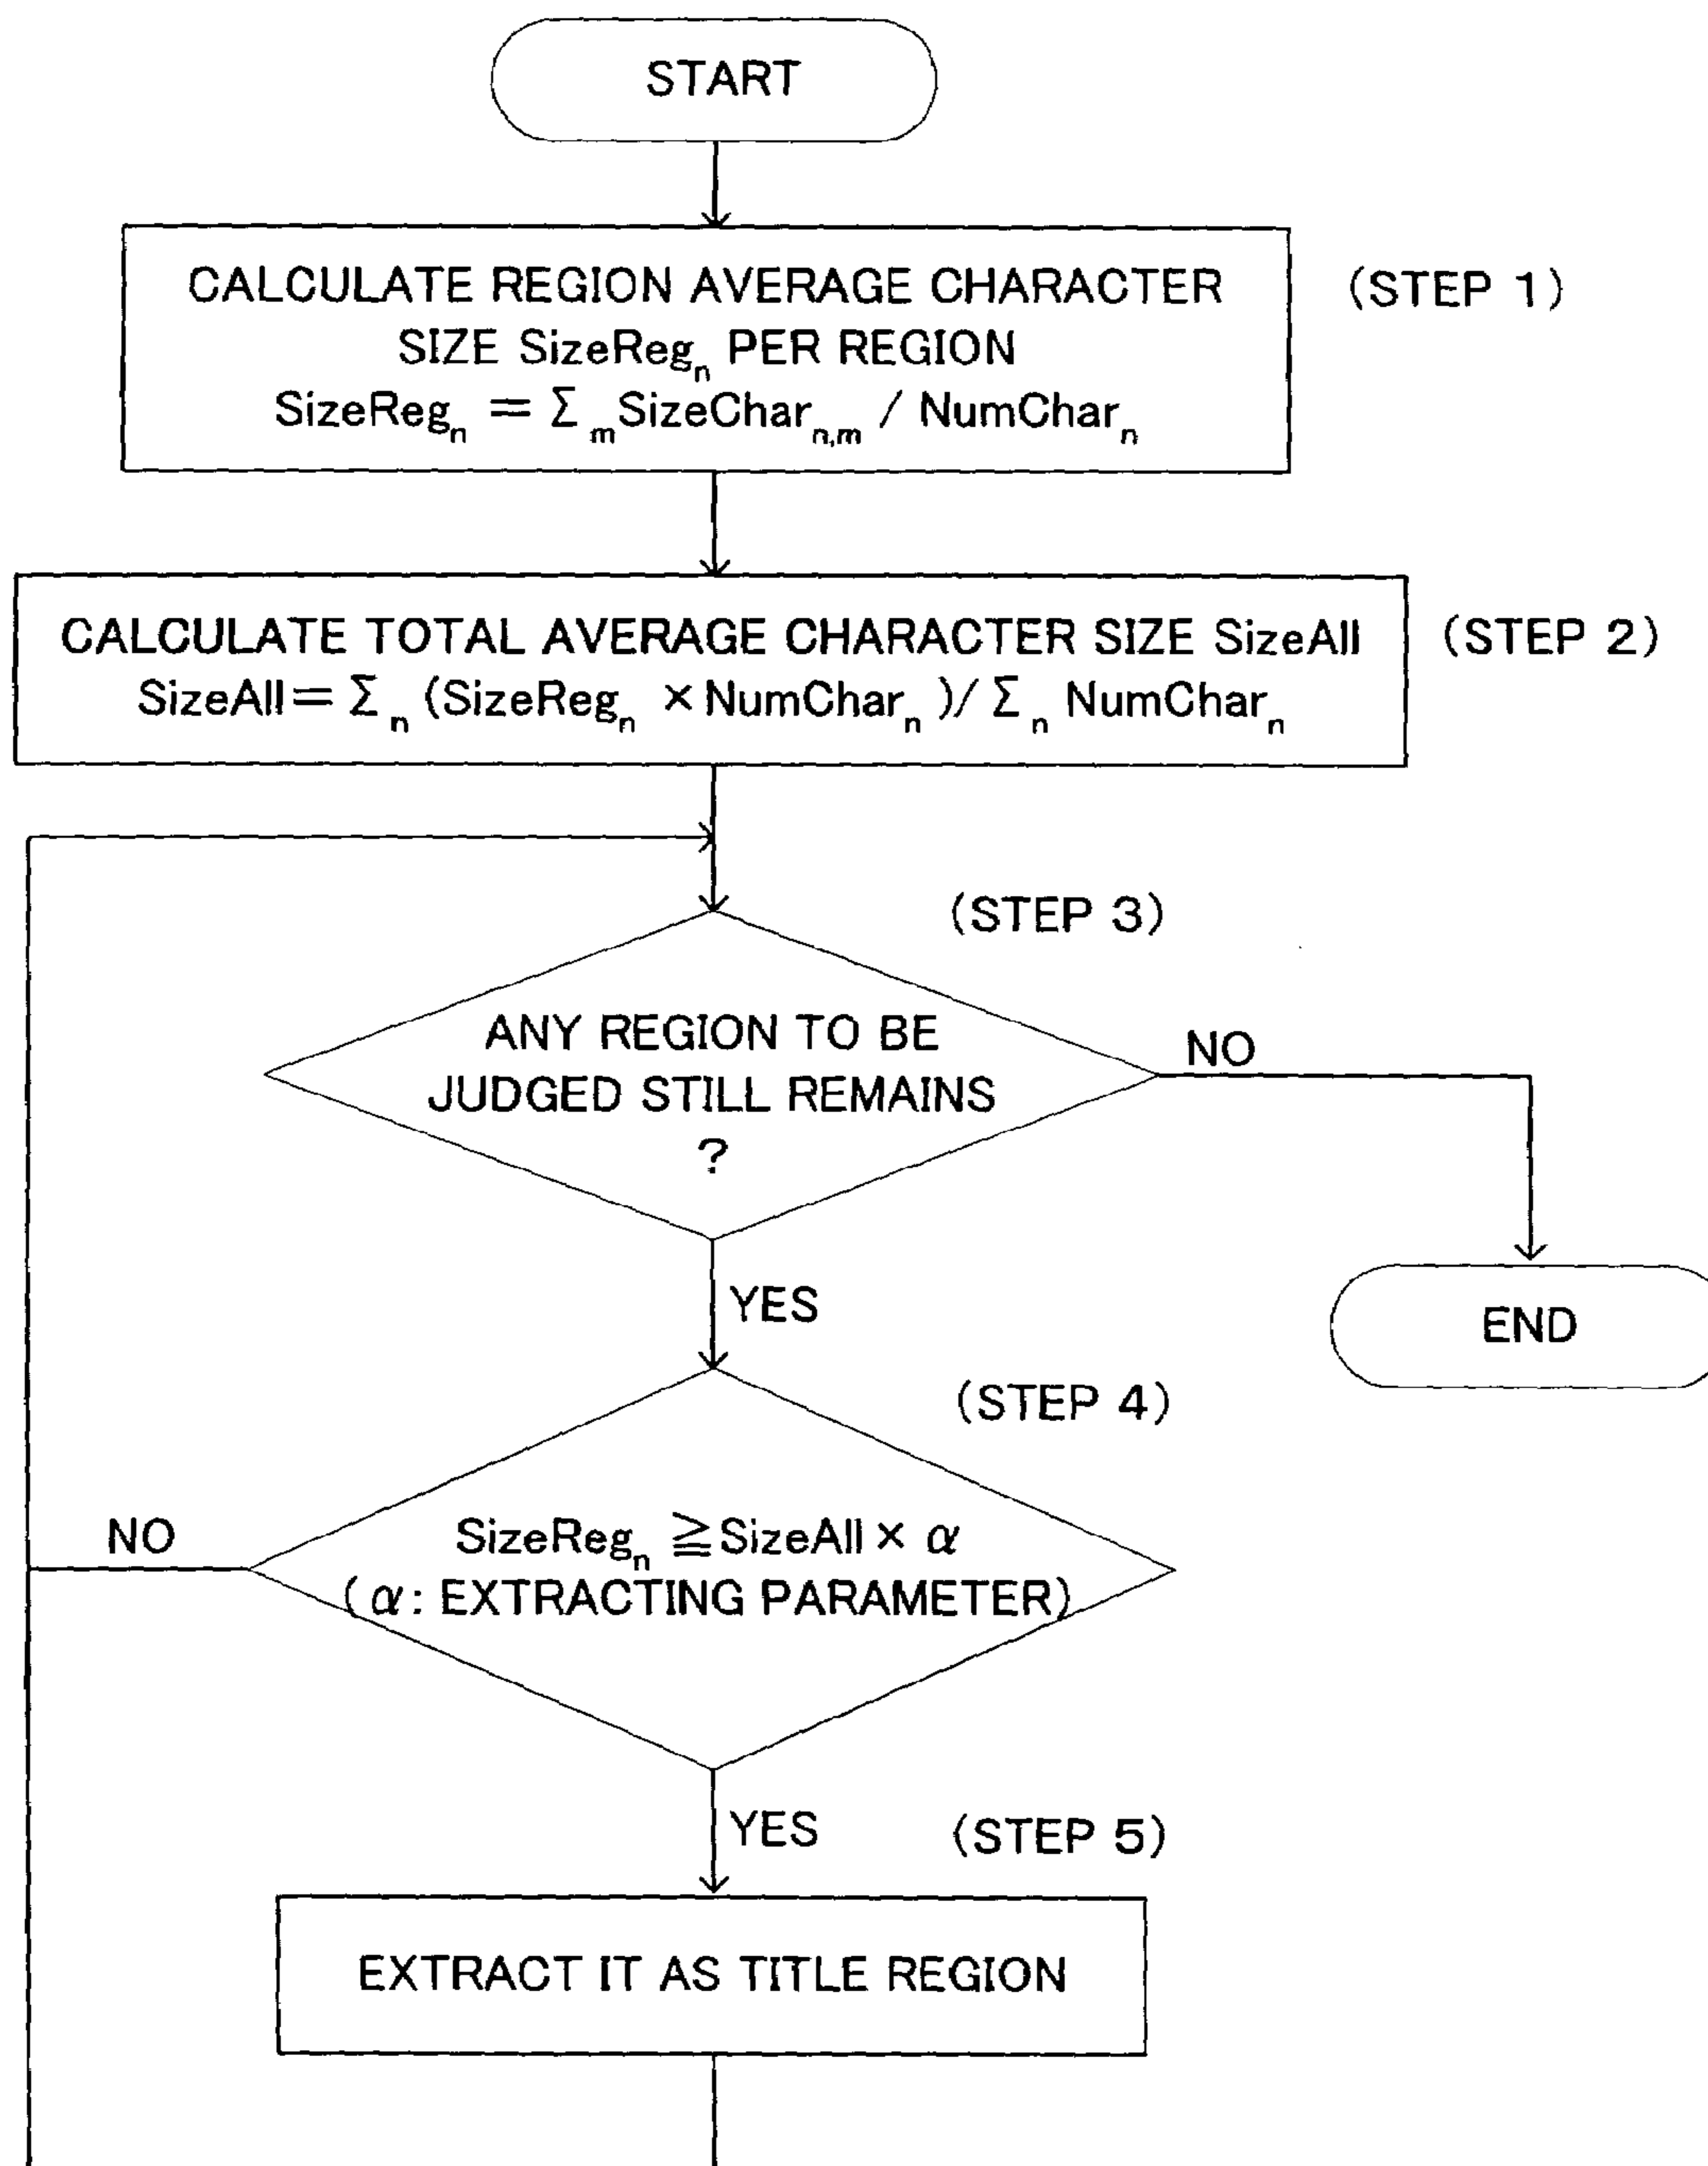 START
CALCULATE REGION AVERAGE CHARACTER
SIZE SizeRegₙ PER REGION
SizeRegₙ = Σₘ SizeCharₙ,ₘ / NumCharₙ
(STEP 1)
CALCULATE TOTAL AVERAGE CHARACTER SIZE SizeAll
SizeAll = Σₙ (SizeRegₙ × NumCharₙ) / Σₙ NumCharₙ
(STEP 2)
(STEP 3)
ANY REGION TO BE
JUDGED STILL REMAINS
?
NO
YES
END
(STEP 4)
SizeRegₙ ≧ SizeAll × α
(α: EXTRACTING PARAMETER)
NO
YES
(STEP 5)
EXTRACT IT AS TITLE REGION